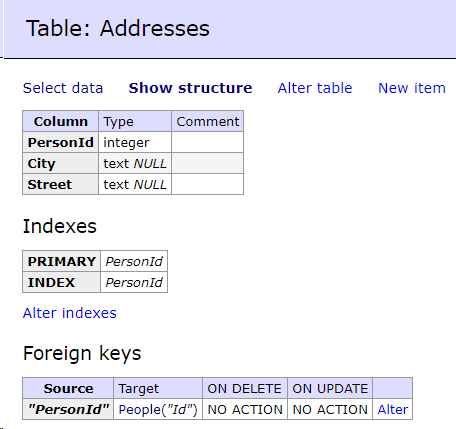 Table: Addresses
Select data Show structure Alter table New item
Column Type Comment
PersonId integer
City text NULL
Street text NULL
Indexes
PRIMARY PersonId
INDEX PersonId
Alter indexes
Foreign keys
Source Target ON DELETE ON UPDATE
"PersonId" People("Id") NO ACTION NO ACTION Alter